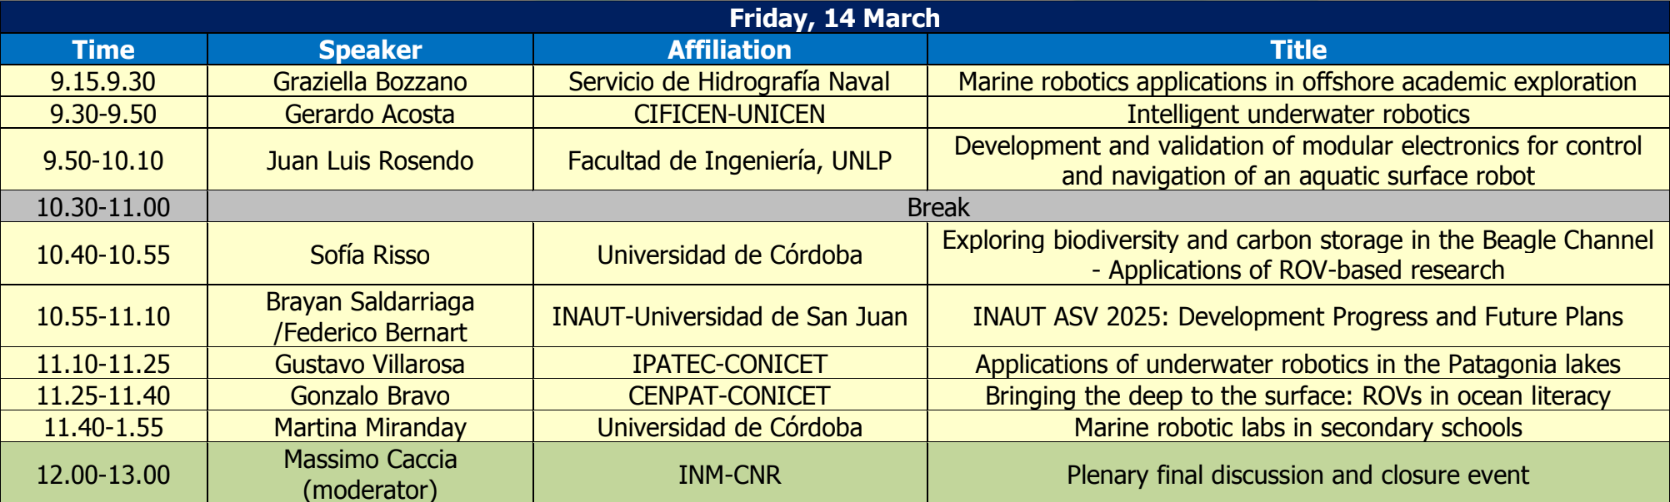 Friday, 14 March
Time Speaker Affiliation Title
9.15.9.30 Graziella Bozzano Servicio de Hidrografía Naval Marine robotics applications in offshore academic exploration
9.30-9.50 Gerardo Acosta CIFICEN-UNICEN Intelligent underwater robotics
9.50-10.10 Juan Luis Rosendo Facultad de Ingeniería, UNLP Development and validation of modular electronics for control
and navigation of an aquatic surface robot
10.30-11.00 Break
10.40-10.55 Sofía Risso Universidad de Córdoba Exploring biodiversity and carbon storage in the Beagle Channel
- Applications of ROV-based research
10.55-11.10 Brayan Saldarriaga
/Federico Bernart INAUT-Universidad de San Juan INAUT ASV 2025: Development Progress and Future Plans
11.10-11.25 Gustavo Villarosa IPATEC-CONICET Applications of underwater robotics in the Patagonia lakes
11.25-11.40 Gonzalo Bravo CENPAT-CONICET Bringing the deep to the surface: ROVs in ocean literacy
11.40-1.55 Martina Miranday Universidad de Córdoba Marine robotic labs in secondary schools
12.00-13.00 Massimo Caccia
(moderator) INM-CNR Plenary final discussion and closure event